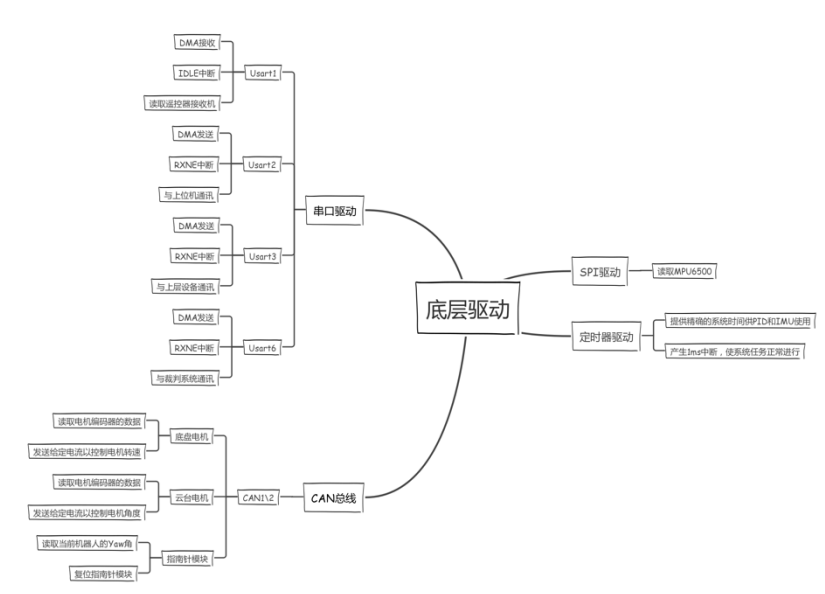 底层驱动
串口驱动
Usart1
DMA接收
IDLE中断
读取遥控器接收机
Usart2
DMA发送
RXNE中断
与上位机通讯
Usart3
DMA发送
RXNE中断
与上层设备通讯
Usart6
DMA发送
RXNE中断
与裁判系统通讯
CAN总线
CAN1\2
底盘电机
读取电机编码器的数据
发送给定电流以控制电机转速
云台电机
读取电机编码器的数据
发送给定电流以控制电机角度
指南针模块
读取当前机器人的Yaw角
复位指南针模块
SPI驱动
读取MPU6500
定时器驱动
提供精确的系统时间供PID和IMU使用
产生1ms中断，使系统任务正常进行